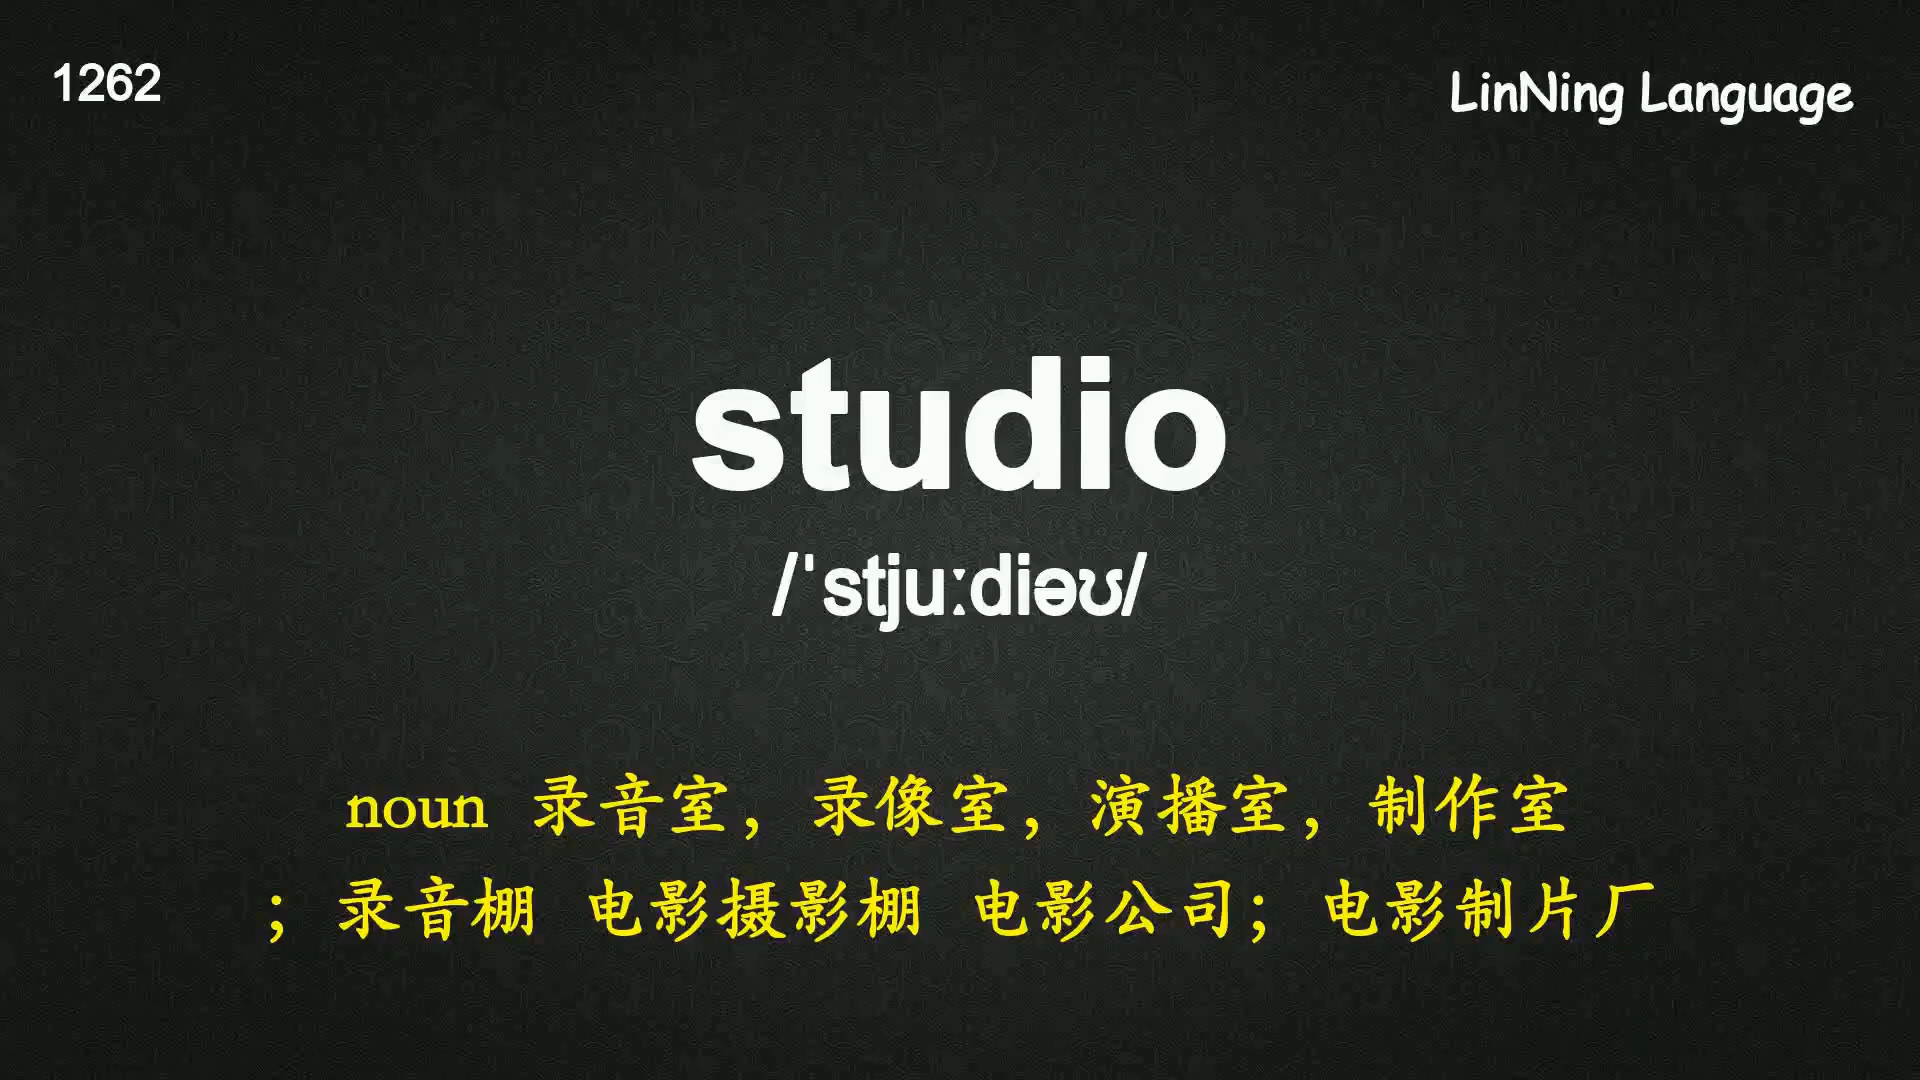 1262
LinNing Language
studio
/ˈstjuːdiəʊ/
noun 录音室，录像室，演播室，制作室
；录音棚 电影摄影棚 电影公司；电影制片厂